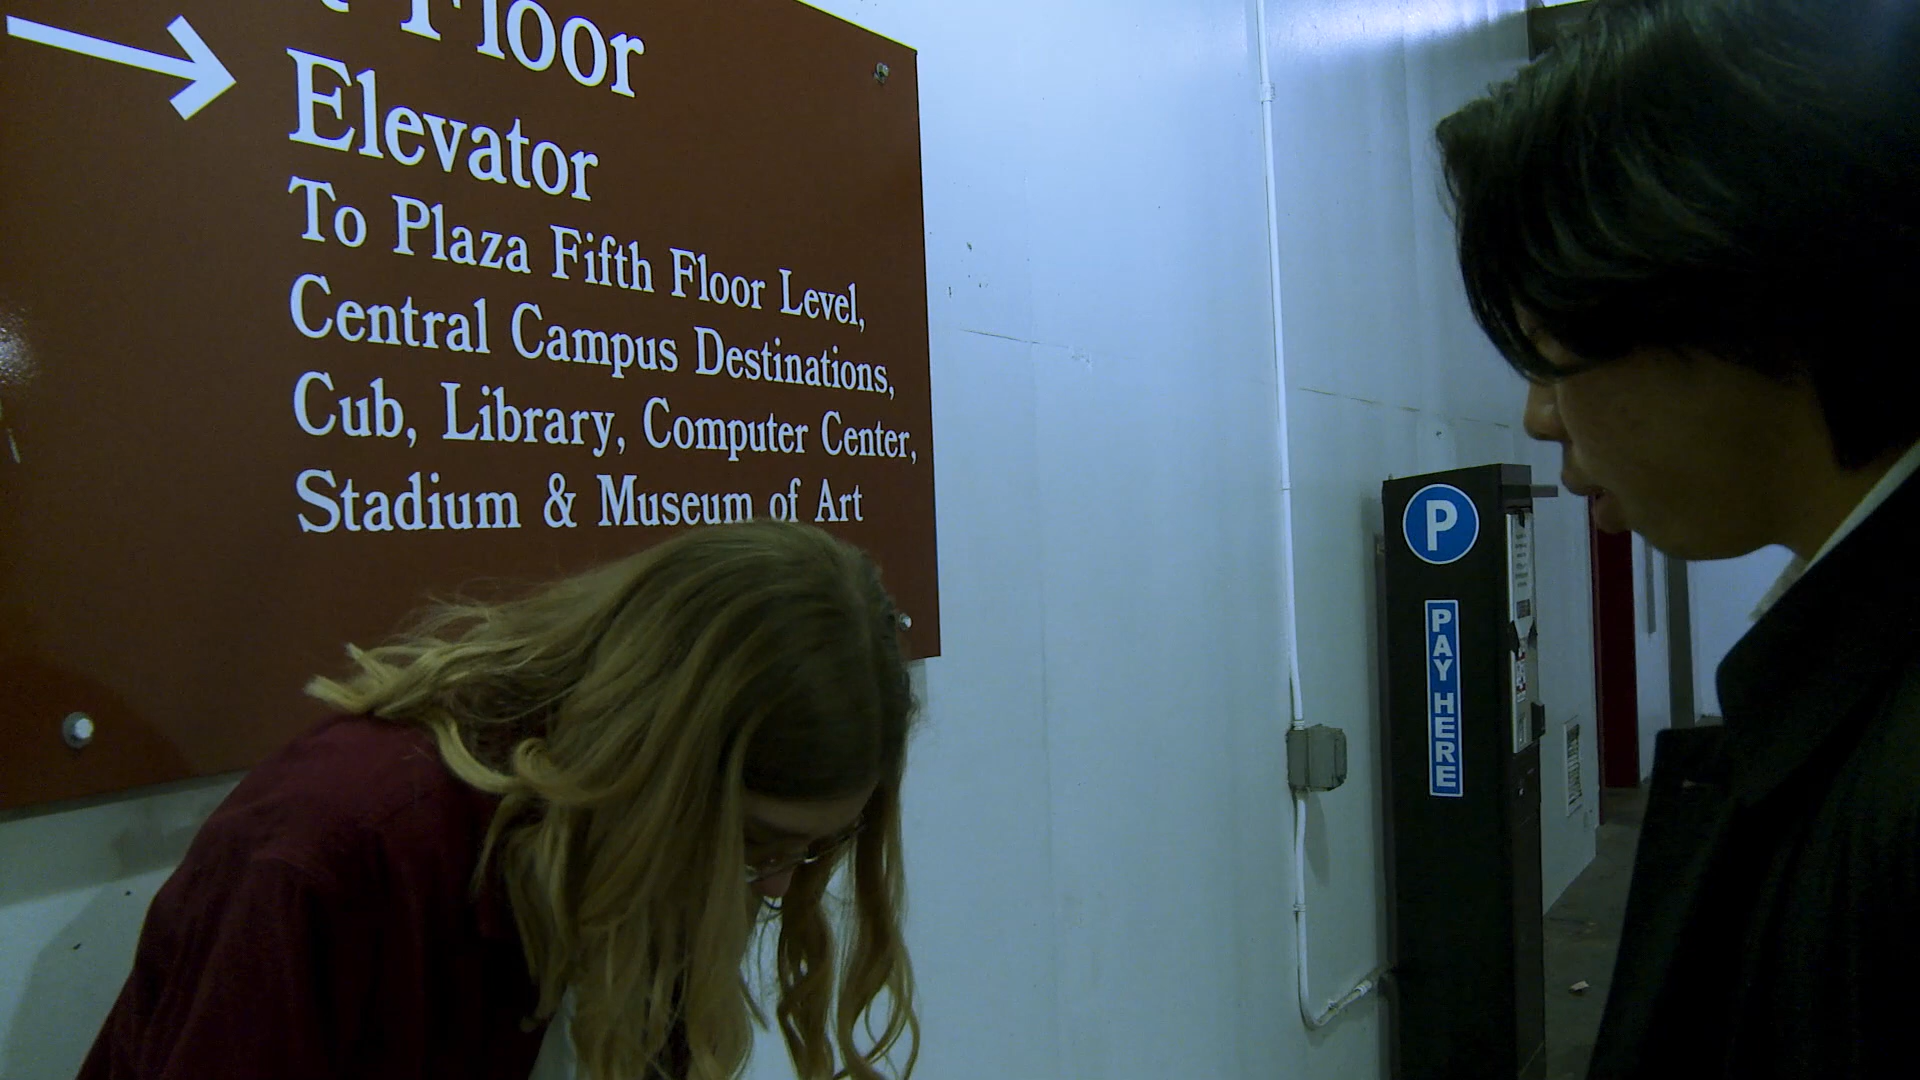 Floor
Elevator
To Plaza Fifth Floor Level,
Central Campus Destinations,
Cub, Library, Computer Center,
Stadium & Museum of Art
P
PAY HERE